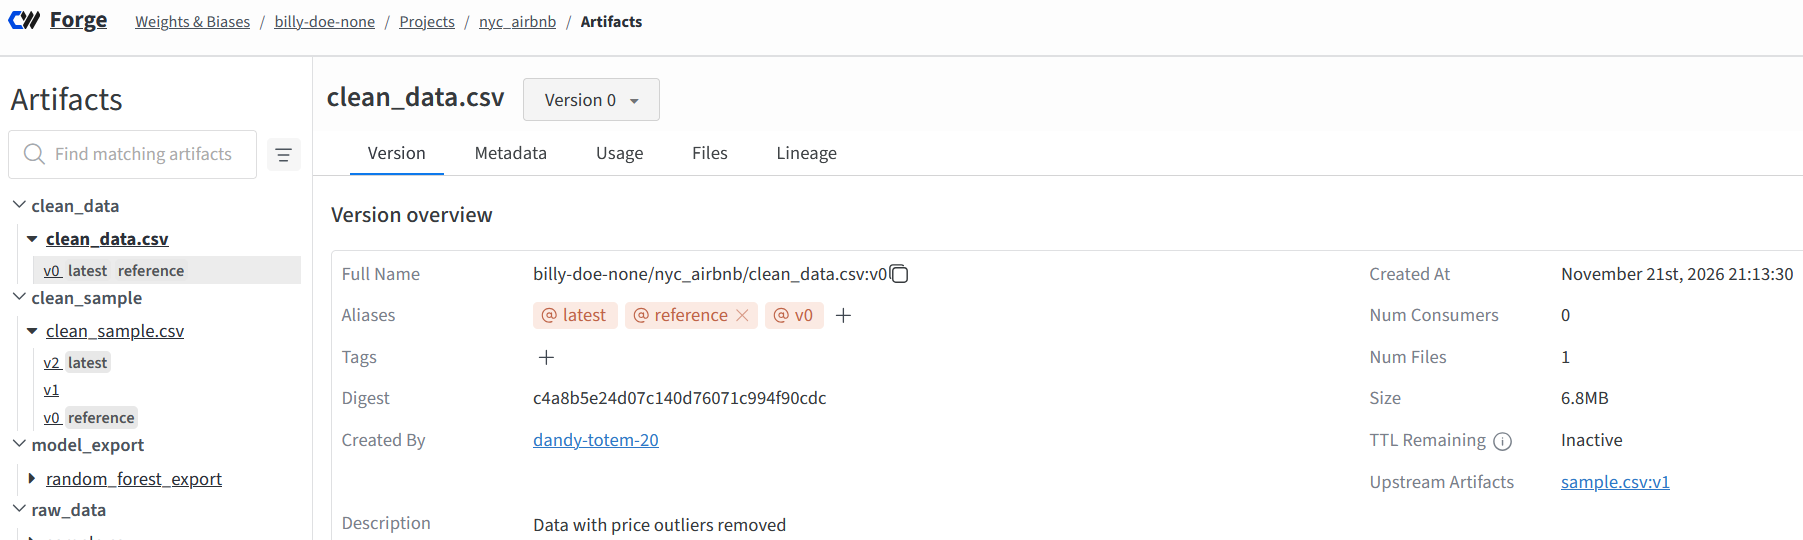 Forge Weights & Biases / billy-doe-none / Projects / nyc_airbnb / Artifacts
Artifacts
Find matching artifacts
clean_data
clean_data.csv
v0 latest reference
clean_sample
clean_sample.csv
v2 latest
v1
v0 reference
model_export
random_forest_export
raw_data
clean_data.csv Version 0
Version Metadata Usage Files Lineage
Version overview
Full Name billy-doe-none/nyc_airbnb/clean_data.csv:v0
Aliases @ latest @ reference @ v0
Tags
Digest c4a8b5e24d07c140d76071c994f90cdc
Created By dandy-totem-20
Description Data with price outliers removed
Created At November 21st, 2026 21:13:30
Num Consumers 0
Num Files 1
Size 6.8MB
TTL Remaining Inactive
Upstream Artifacts sample.csv:v1